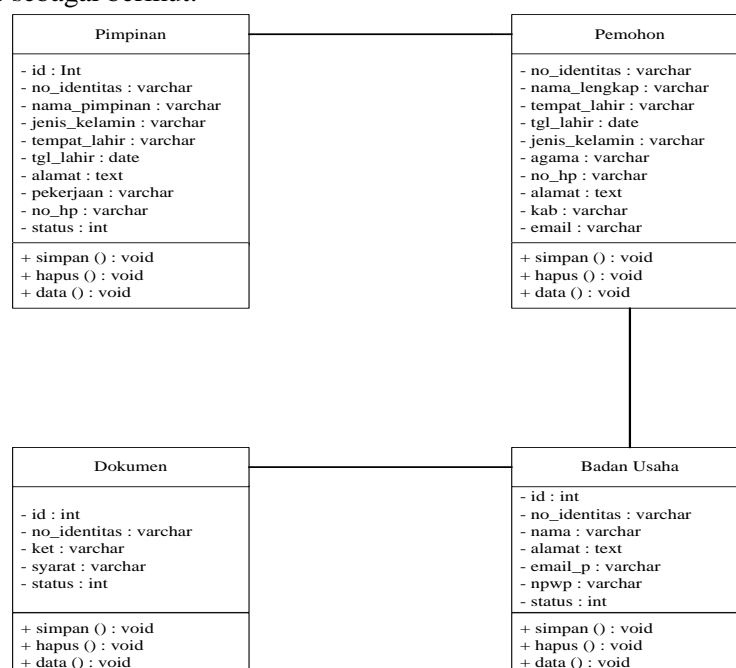 sebagai berikut.
Pimpinan
- id : Int
- no_identitas : varchar
- nama_pimpinan : varchar
- jenis_kelamin : varchar
- tempat_lahir : varchar
- tgl_lahir : date
- alamat : text
- pekerjaan : varchar
- no_hp : varchar
- status : int
+ simpan () : void
+ hapus () : void
+ data () : void
Pemohon
- no_identitas : varchar
- nama_lengkap : varchar
- tempat_lahir : varchar
- tgl_lahir : date
- jenis_kelamin : varchar
- agama : varchar
- no_hp : varchar
- alamat : text
- kab : varchar
- email : varchar
+ simpan () : void
+ hapus () : void
+ data () : void
Dokumen
- id : int
- no_identitas : varchar
- ket : varchar
- syarat : varchar
- status : int
+ simpan () : void
+ hapus () : void
+ data () : void
Badan Usaha
- id : int
- no_identitas : varchar
- nama : varchar
- alamat : text
- email_p : varchar
- npwp : varchar
- status : int
+ simpan () : void
+ hapus () : void
+ data () : void